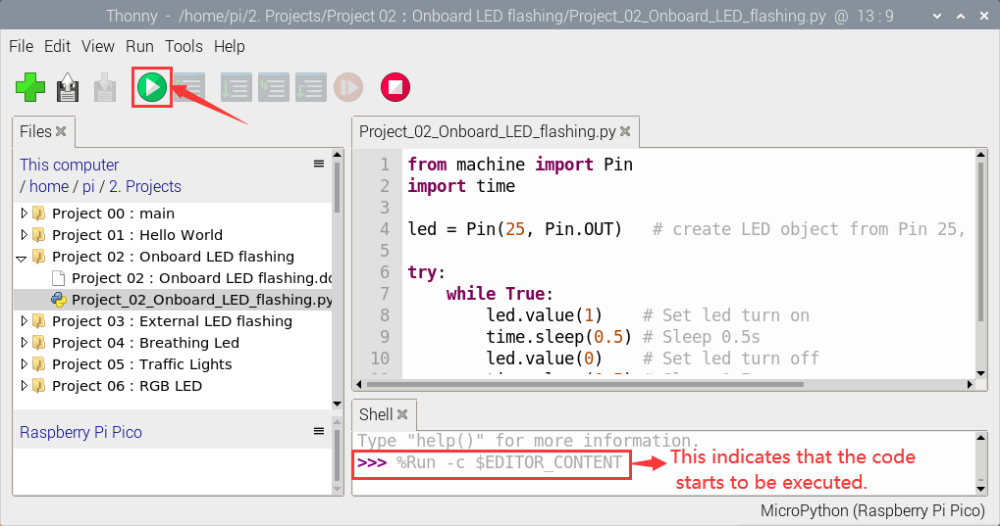 Thonny - /home/pi/2. Projects/Project 02 : Onboard LED flashing/Project_02_Onboard_LED_flashing.py @ 13 : 9
File Edit View Run Tools Help
Files
This computer
/ home / pi / 2. Projects
Project 00 : main
Project 01 : Hello World
Project 02 : Onboard LED flashing
Project 02 : Onboard LED flashing.do
Project_02_Onboard_LED_flashing.py
Project 03 : External LED flashing
Project 04 : Breathing Led
Project 05 : Traffic Lights
Project 06 : RGB LED
Raspberry Pi Pico
Project_02_Onboard_LED_flashing.py
1 from machine import Pin
2 import time
3
4 led = Pin(25, Pin.OUT)   # create LED object from Pin 25,
5
6 try:
7     while True:
8         led.value(1)    # Set led turn on
9         time.sleep(0.5) # Sleep 0.5s
10         led.value(0)    # Set led turn off
Shell
Type "help()" for more information.
>>> %Run -c $EDITOR_CONTENT
This indicates that the code
starts to be executed.
MicroPython (Raspberry Pi Pico)